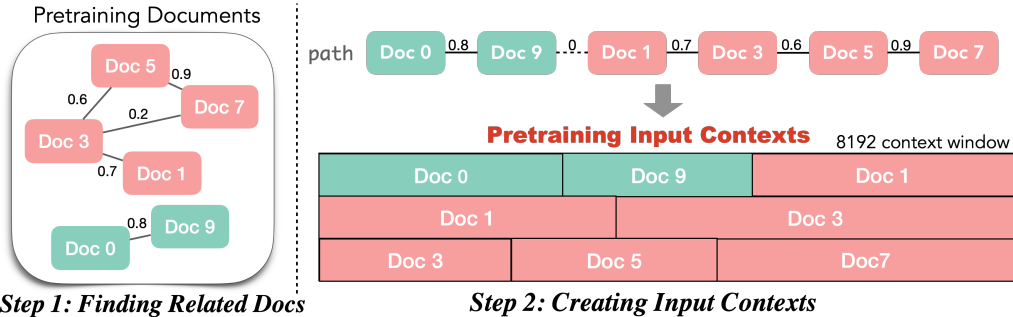 Pretraining Documents
Doc 5
0.9
0.6
Doc 7
0.2
Doc 3
0.7
Doc 1
0.8
Doc 9
Doc 0
Step 1: Finding Related Docs
path Doc 0 0.8 Doc 9 0 Doc 1 0.7 Doc 3 0.6 Doc 5 0.9 Doc 7
Pretraining Input Contexts
8192 context window
Doc 0 Doc 9 Doc 1
Doc 1 Doc 3
Doc 3 Doc 5 Doc7
Step 2: Creating Input Contexts